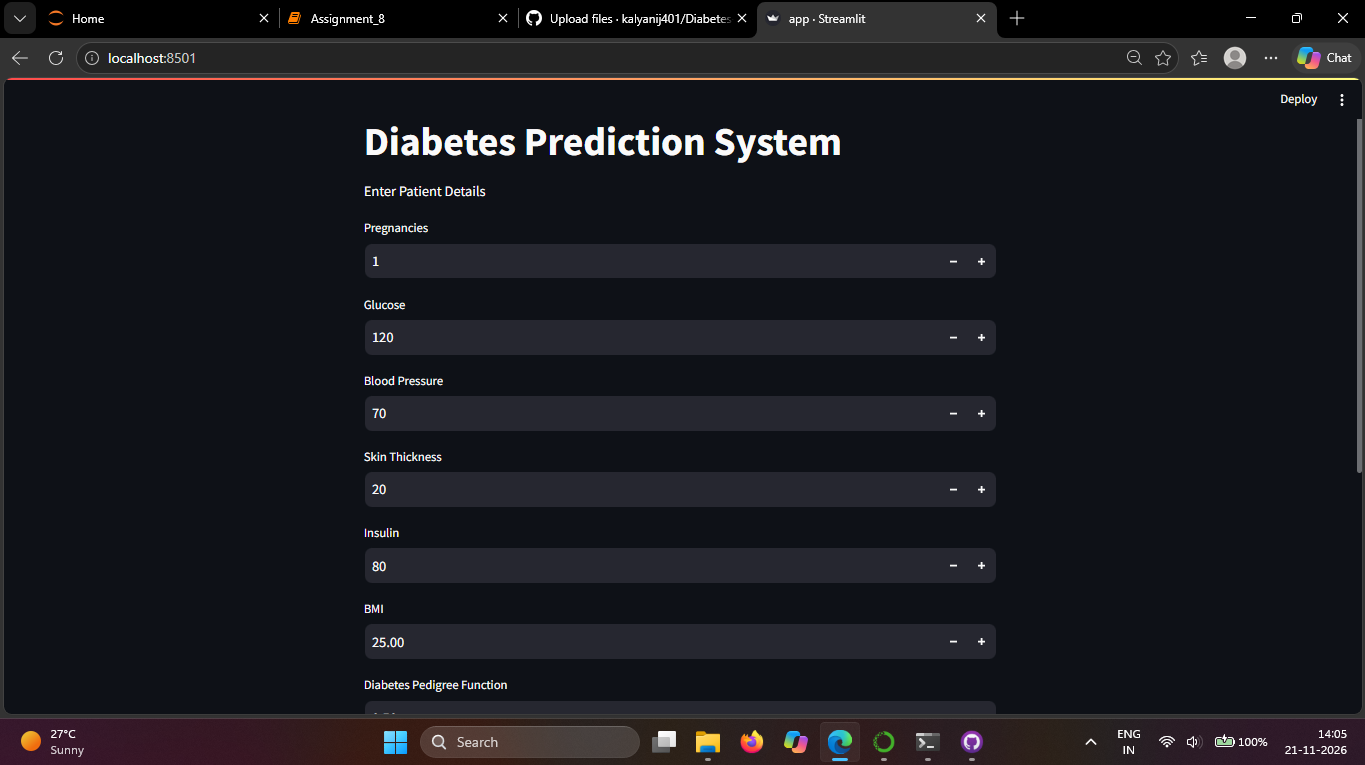 Home
Assignment_8
Upload files · kalyanij401/Diabetes
app · Streamlit
localhost:8501
Chat
Deploy
Diabetes Prediction System
Enter Patient Details
Pregnancies
1
Glucose
120
Blood Pressure
70
Skin Thickness
20
Insulin
80
BMI
25.00
Diabetes Pedigree Function
27°C
Sunny
Search
ENG
IN
100%
14:05
21-11-2026